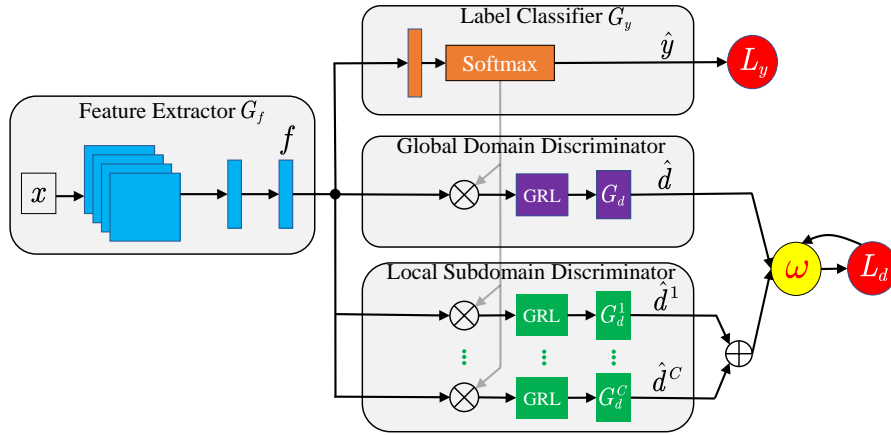 Label Classifier G_y
Softmax
ŷ
L_y
Feature Extractor G_f
x
f
Global Domain Discriminator
GRL
G_d
d̂
ω
L_d
Local Subdomain Discriminator
GRL
G_d^1
d̂^1
GRL
G_d^C
d̂^C